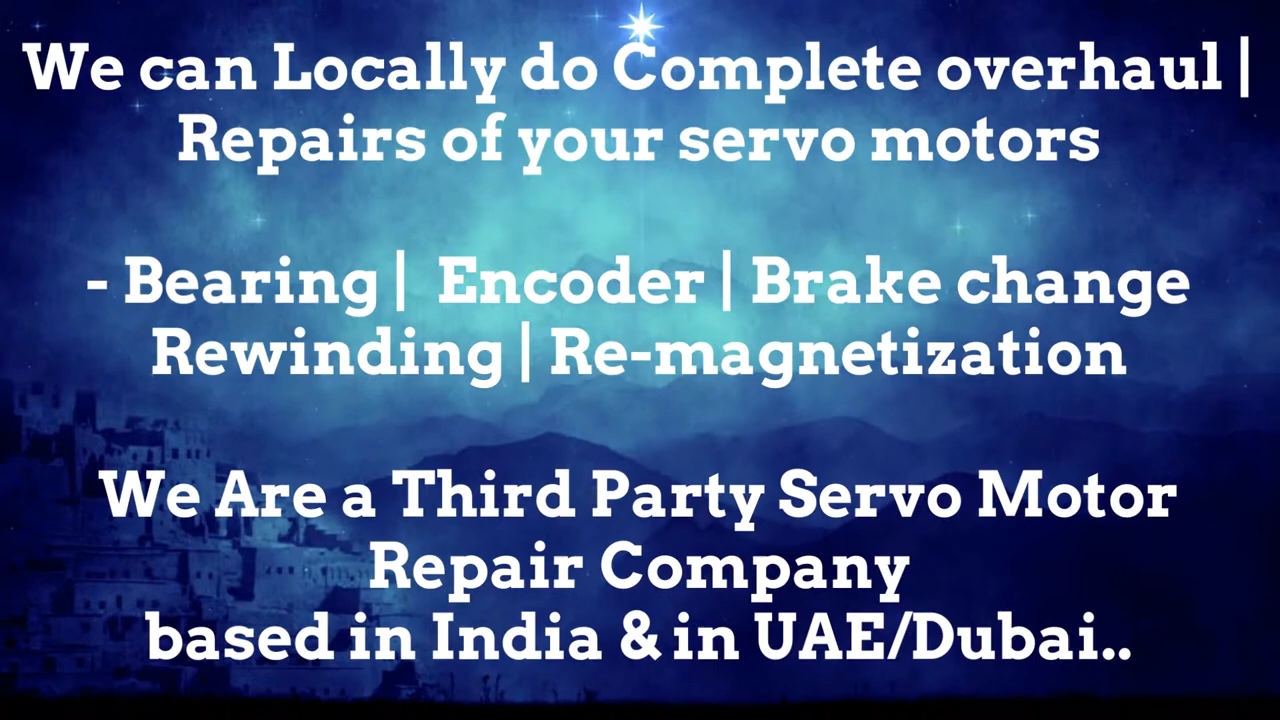 We can Locally do Complete overhaul |
Repairs of your servo motors
- Bearing |  Encoder | Brake change
Rewinding | Re-magnetization
We Are a Third Party Servo Motor
Repair Company
based in India & in UAE/Dubai..